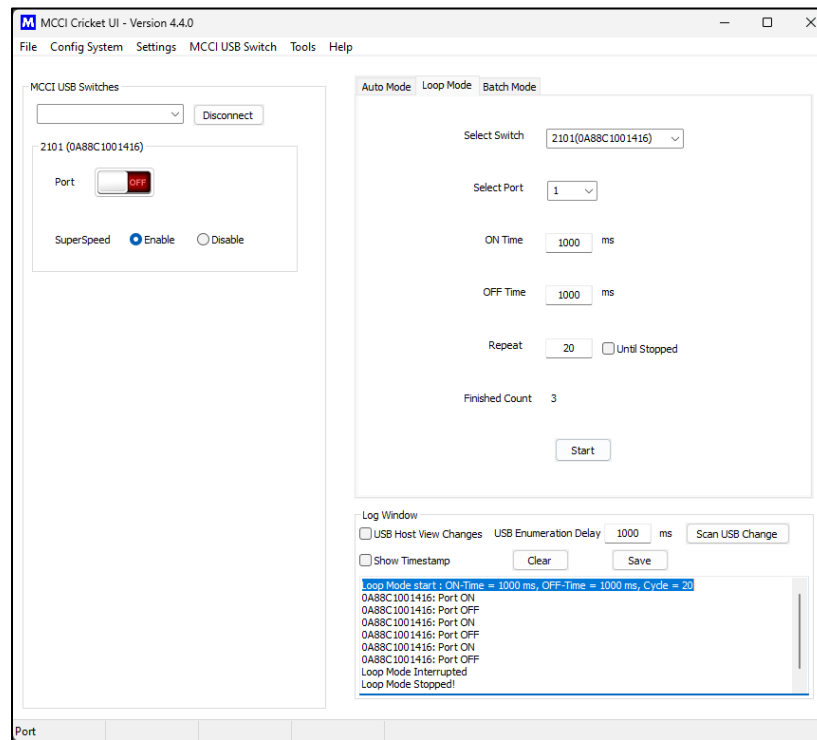 M MCCI Cricket UI - Version 4.4.0
File Config System Settings MCCI USB Switch Tools Help
MCCI USB Switches
Disconnect
2101 (0A88C1001416)
Port OFF
SuperSpeed Enable Disable
Auto Mode Loop Mode Batch Mode
Select Switch 2101(0A88C1001416)
Select Port 1
ON Time 1000 ms
OFF Time 1000 ms
Repeat 20 Until Stopped
Finished Count 3
Start
Log Window
USB Host View Changes USB Enumeration Delay 1000 ms Scan USB Change
Show Timestamp Clear Save
Loop Mode start : ON-Time = 1000 ms, OFF-Time = 1000 ms, Cycle = 20
0A88C1001416: Port ON
0A88C1001416: Port OFF
0A88C1001416: Port ON
0A88C1001416: Port OFF
0A88C1001416: Port ON
0A88C1001416: Port OFF
Loop Mode Interrupted
Loop Mode Stopped!
Port